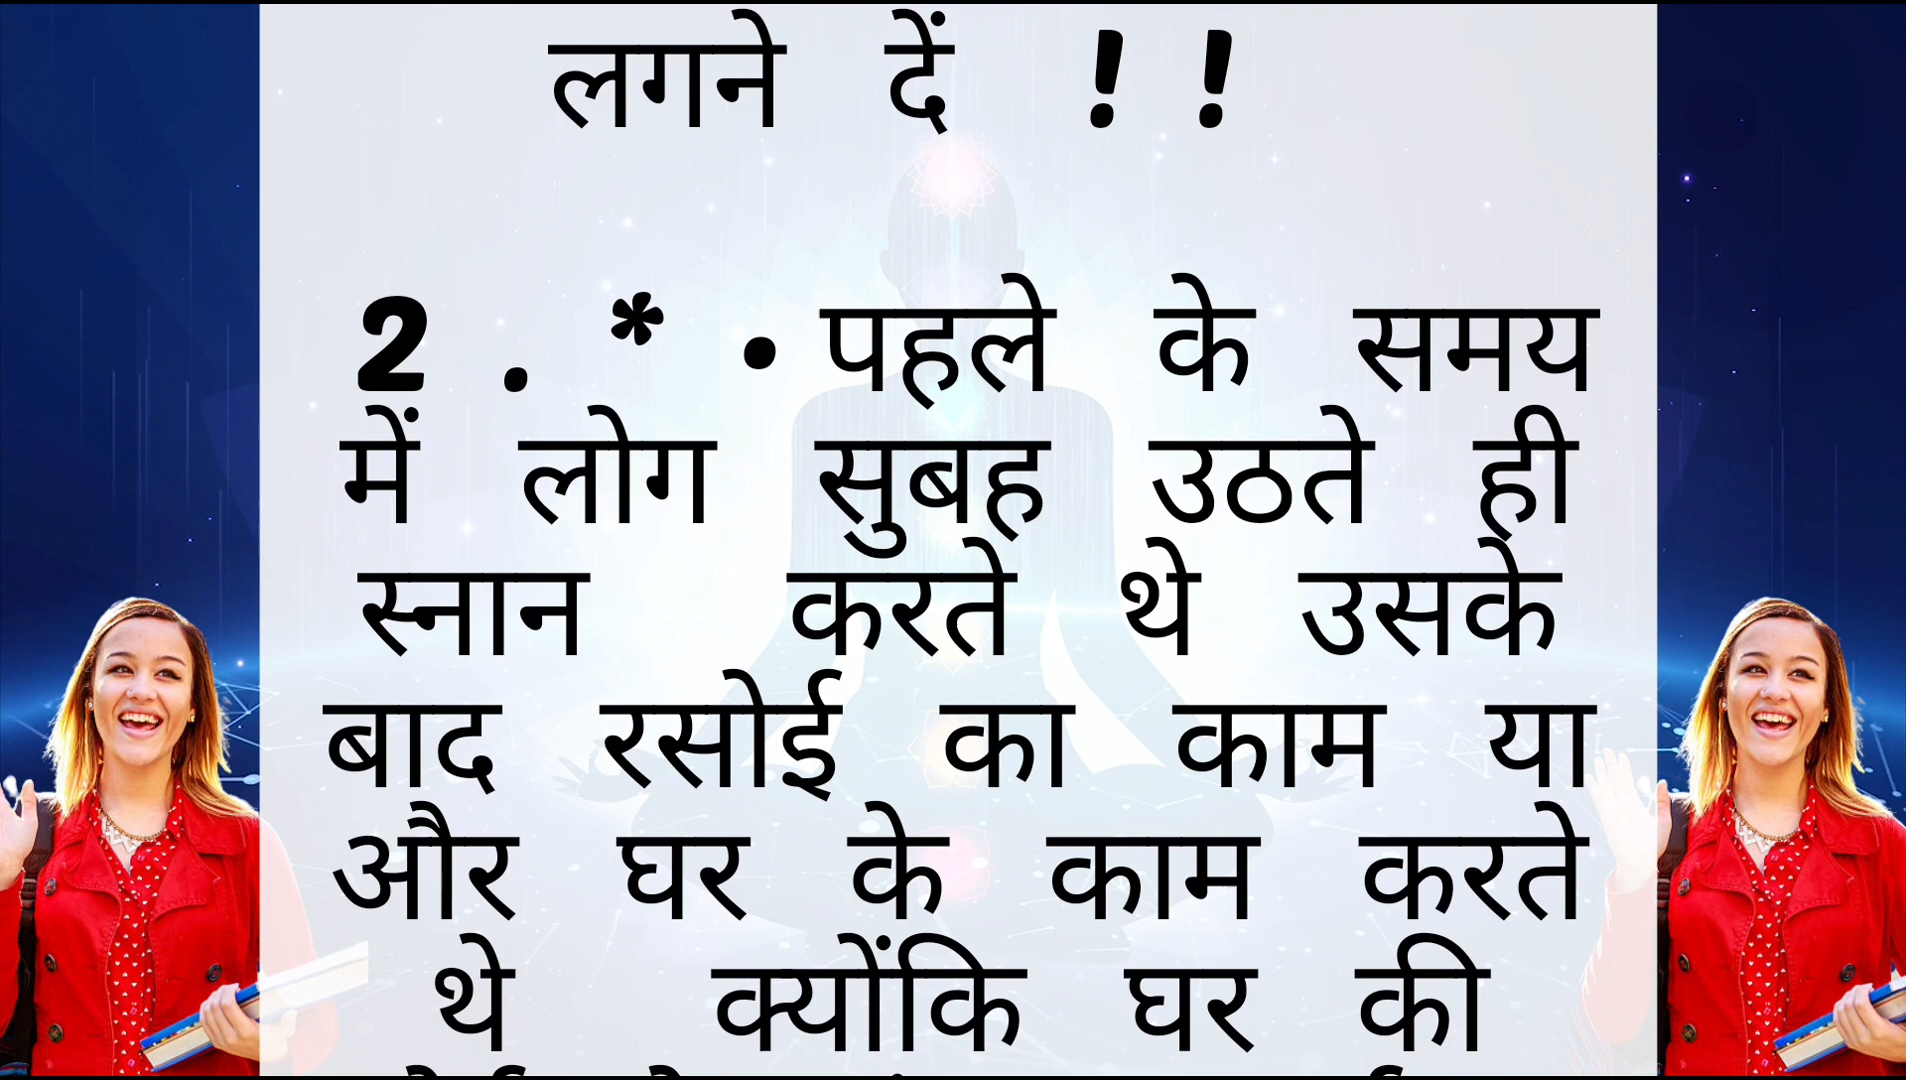 लगने दें !!
2 . * •पहले के समय
में लोग सुबह उठते ही
स्नान करते थे उसके
बाद रसोई का काम या
और घर के काम करते
थे क्योंकि घर की